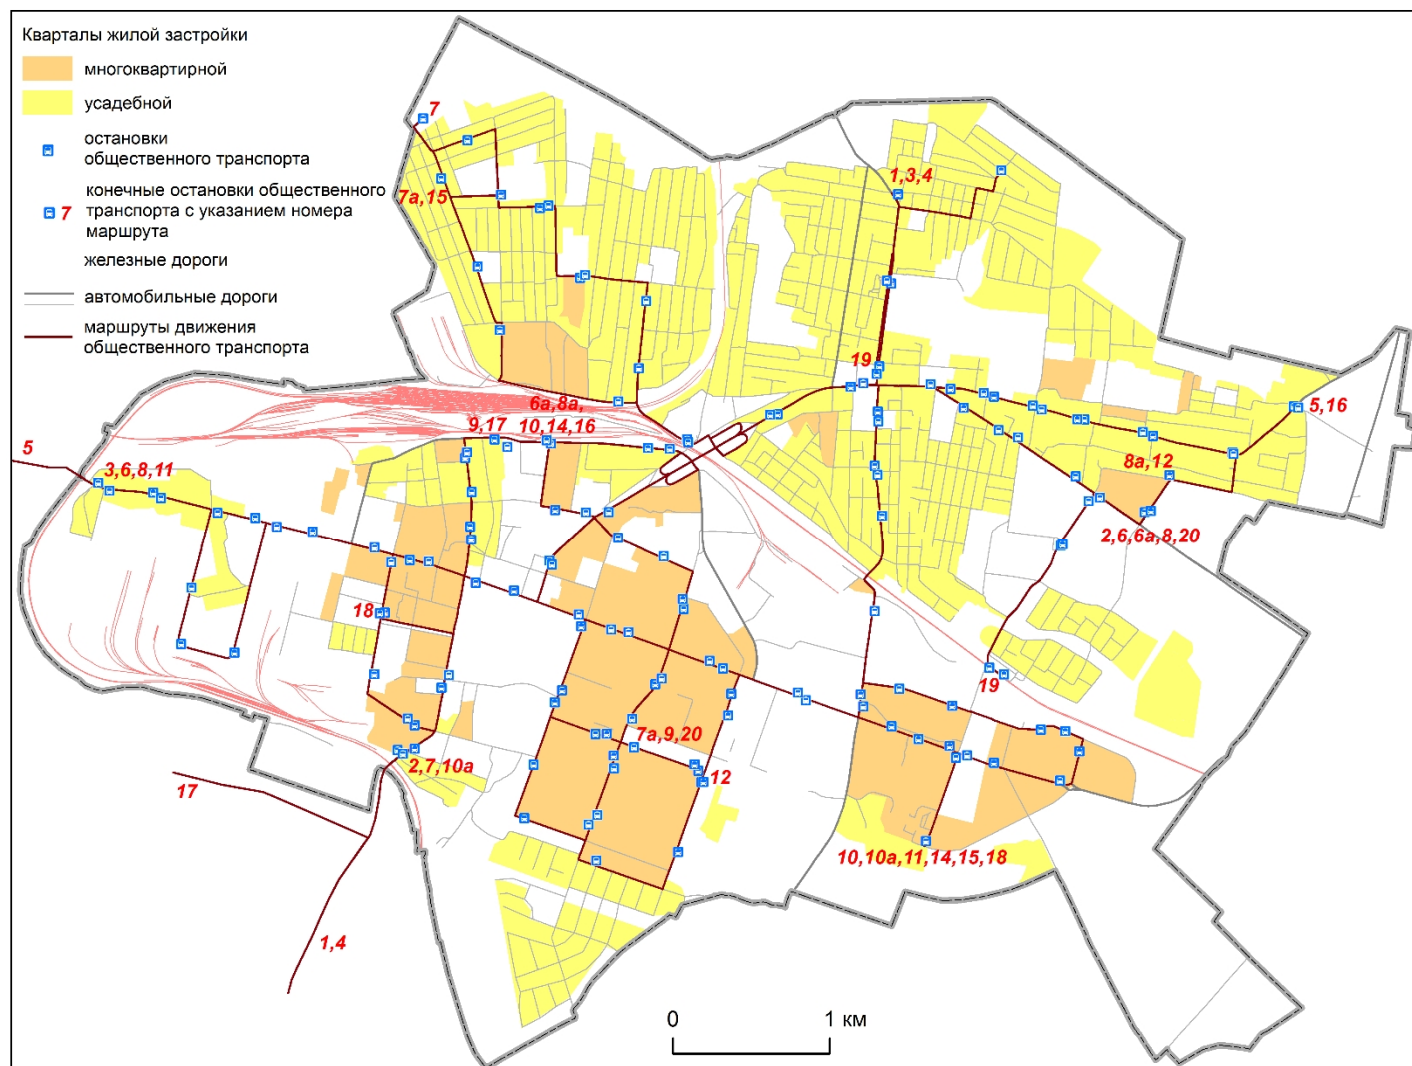 Кварталы жилой застройки
многоквартирной
усадебной
остановки
общественного транспорта
7
конечные остановки общественного
транспорта с указанием номера
маршрута
железные дороги
автомобильные дороги
маршруты движения
общественного транспорта
7
7а,15
1,3,4
19
6а,8а,
10,14,16
9,17
5,16
5
3,6,8,11
8а,12
2,6,6а,8,20
18
19
7а,9,20
2,7,10а
12
17
10,10а,11,14,15,18
1,4
0
1 км